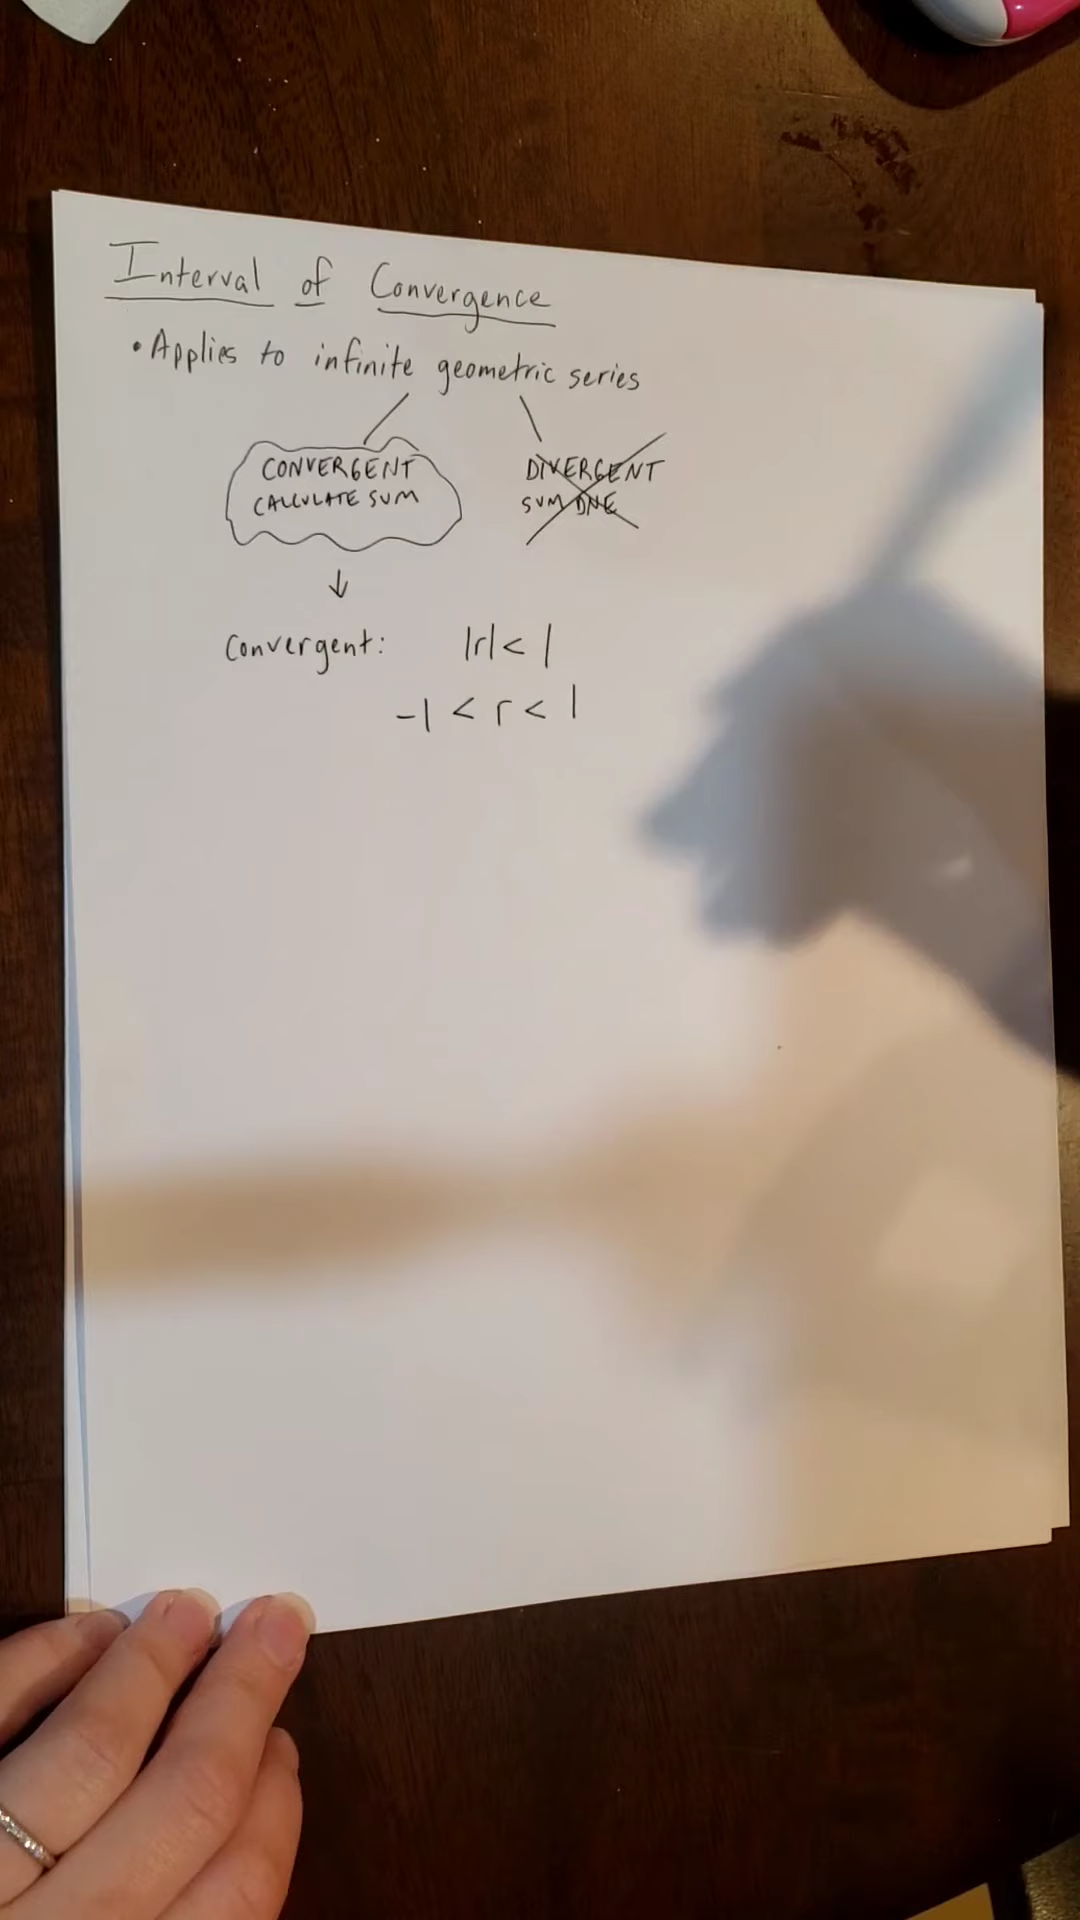 Interval of Convergence
• Applies to infinite geometric series
CONVERGENT
CALCULATE SUM
DIVERGENT
SUM DNE
↓
Convergent: |r| < 1
-1 < r < 1